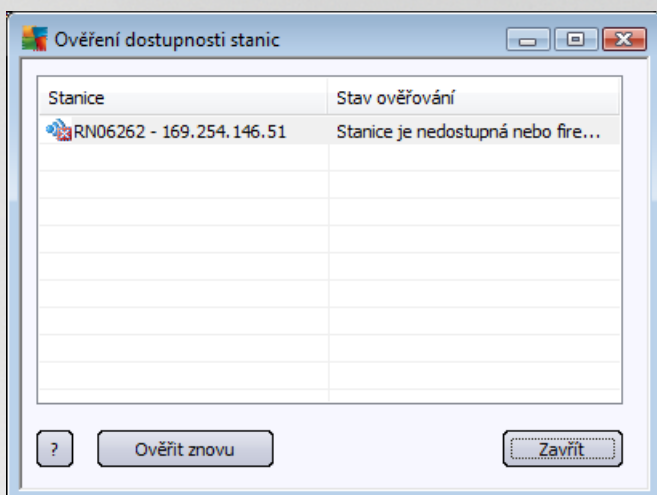 Ověření dostupnosti stanic
Stanice Stav ověřování
RN06262 - 169.254.146.51 Stanice je nedostupná nebo fire...
? Ověřit znovu Zavřít